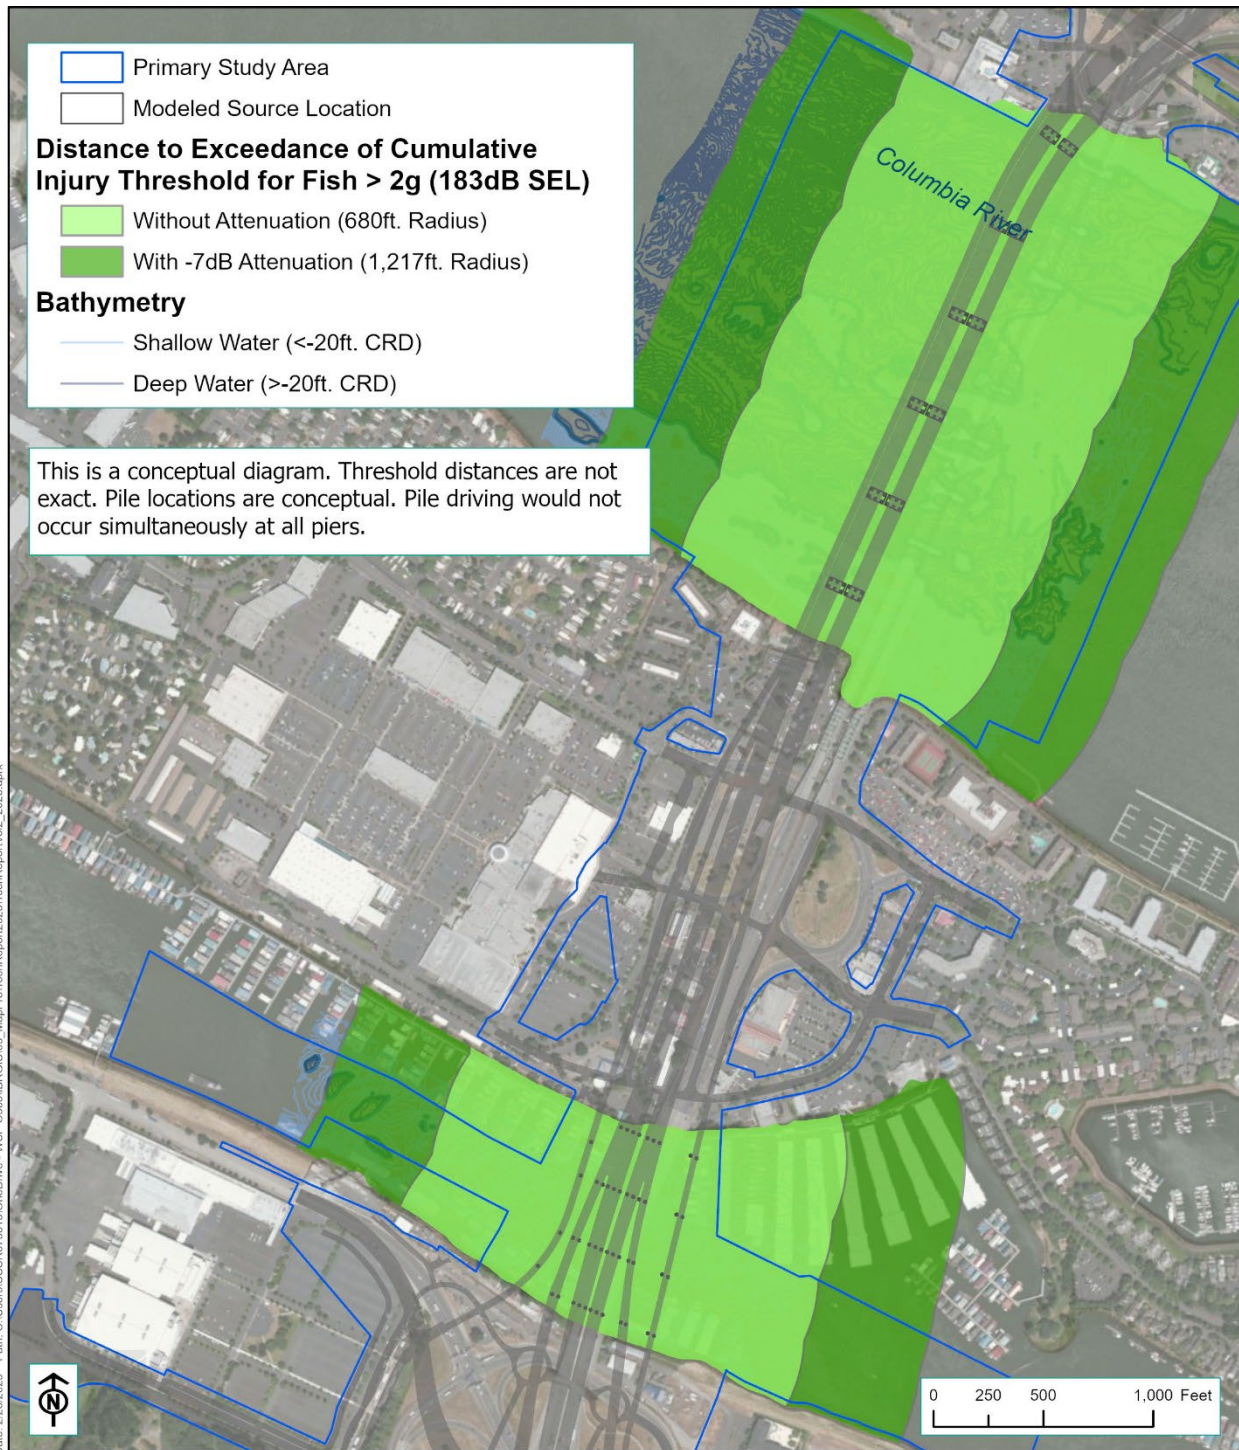 Primary Study Area
Modeled Source Location
Distance to Exceedance of Cumulative
Injury Threshold for Fish > 2g (183dB SEL)
Without Attenuation (680ft. Radius)
With -7dB Attenuation (1,217ft. Radius)
Bathymetry
Shallow Water (<-20ft. CRD)
Deep Water (>-20ft. CRD)
This is a conceptual diagram. Threshold distances are not
exact. Pile locations are conceptual. Pile driving would not
occur simultaneously at all piers.
Columbia River
N
0 250 500 1,000 Feet